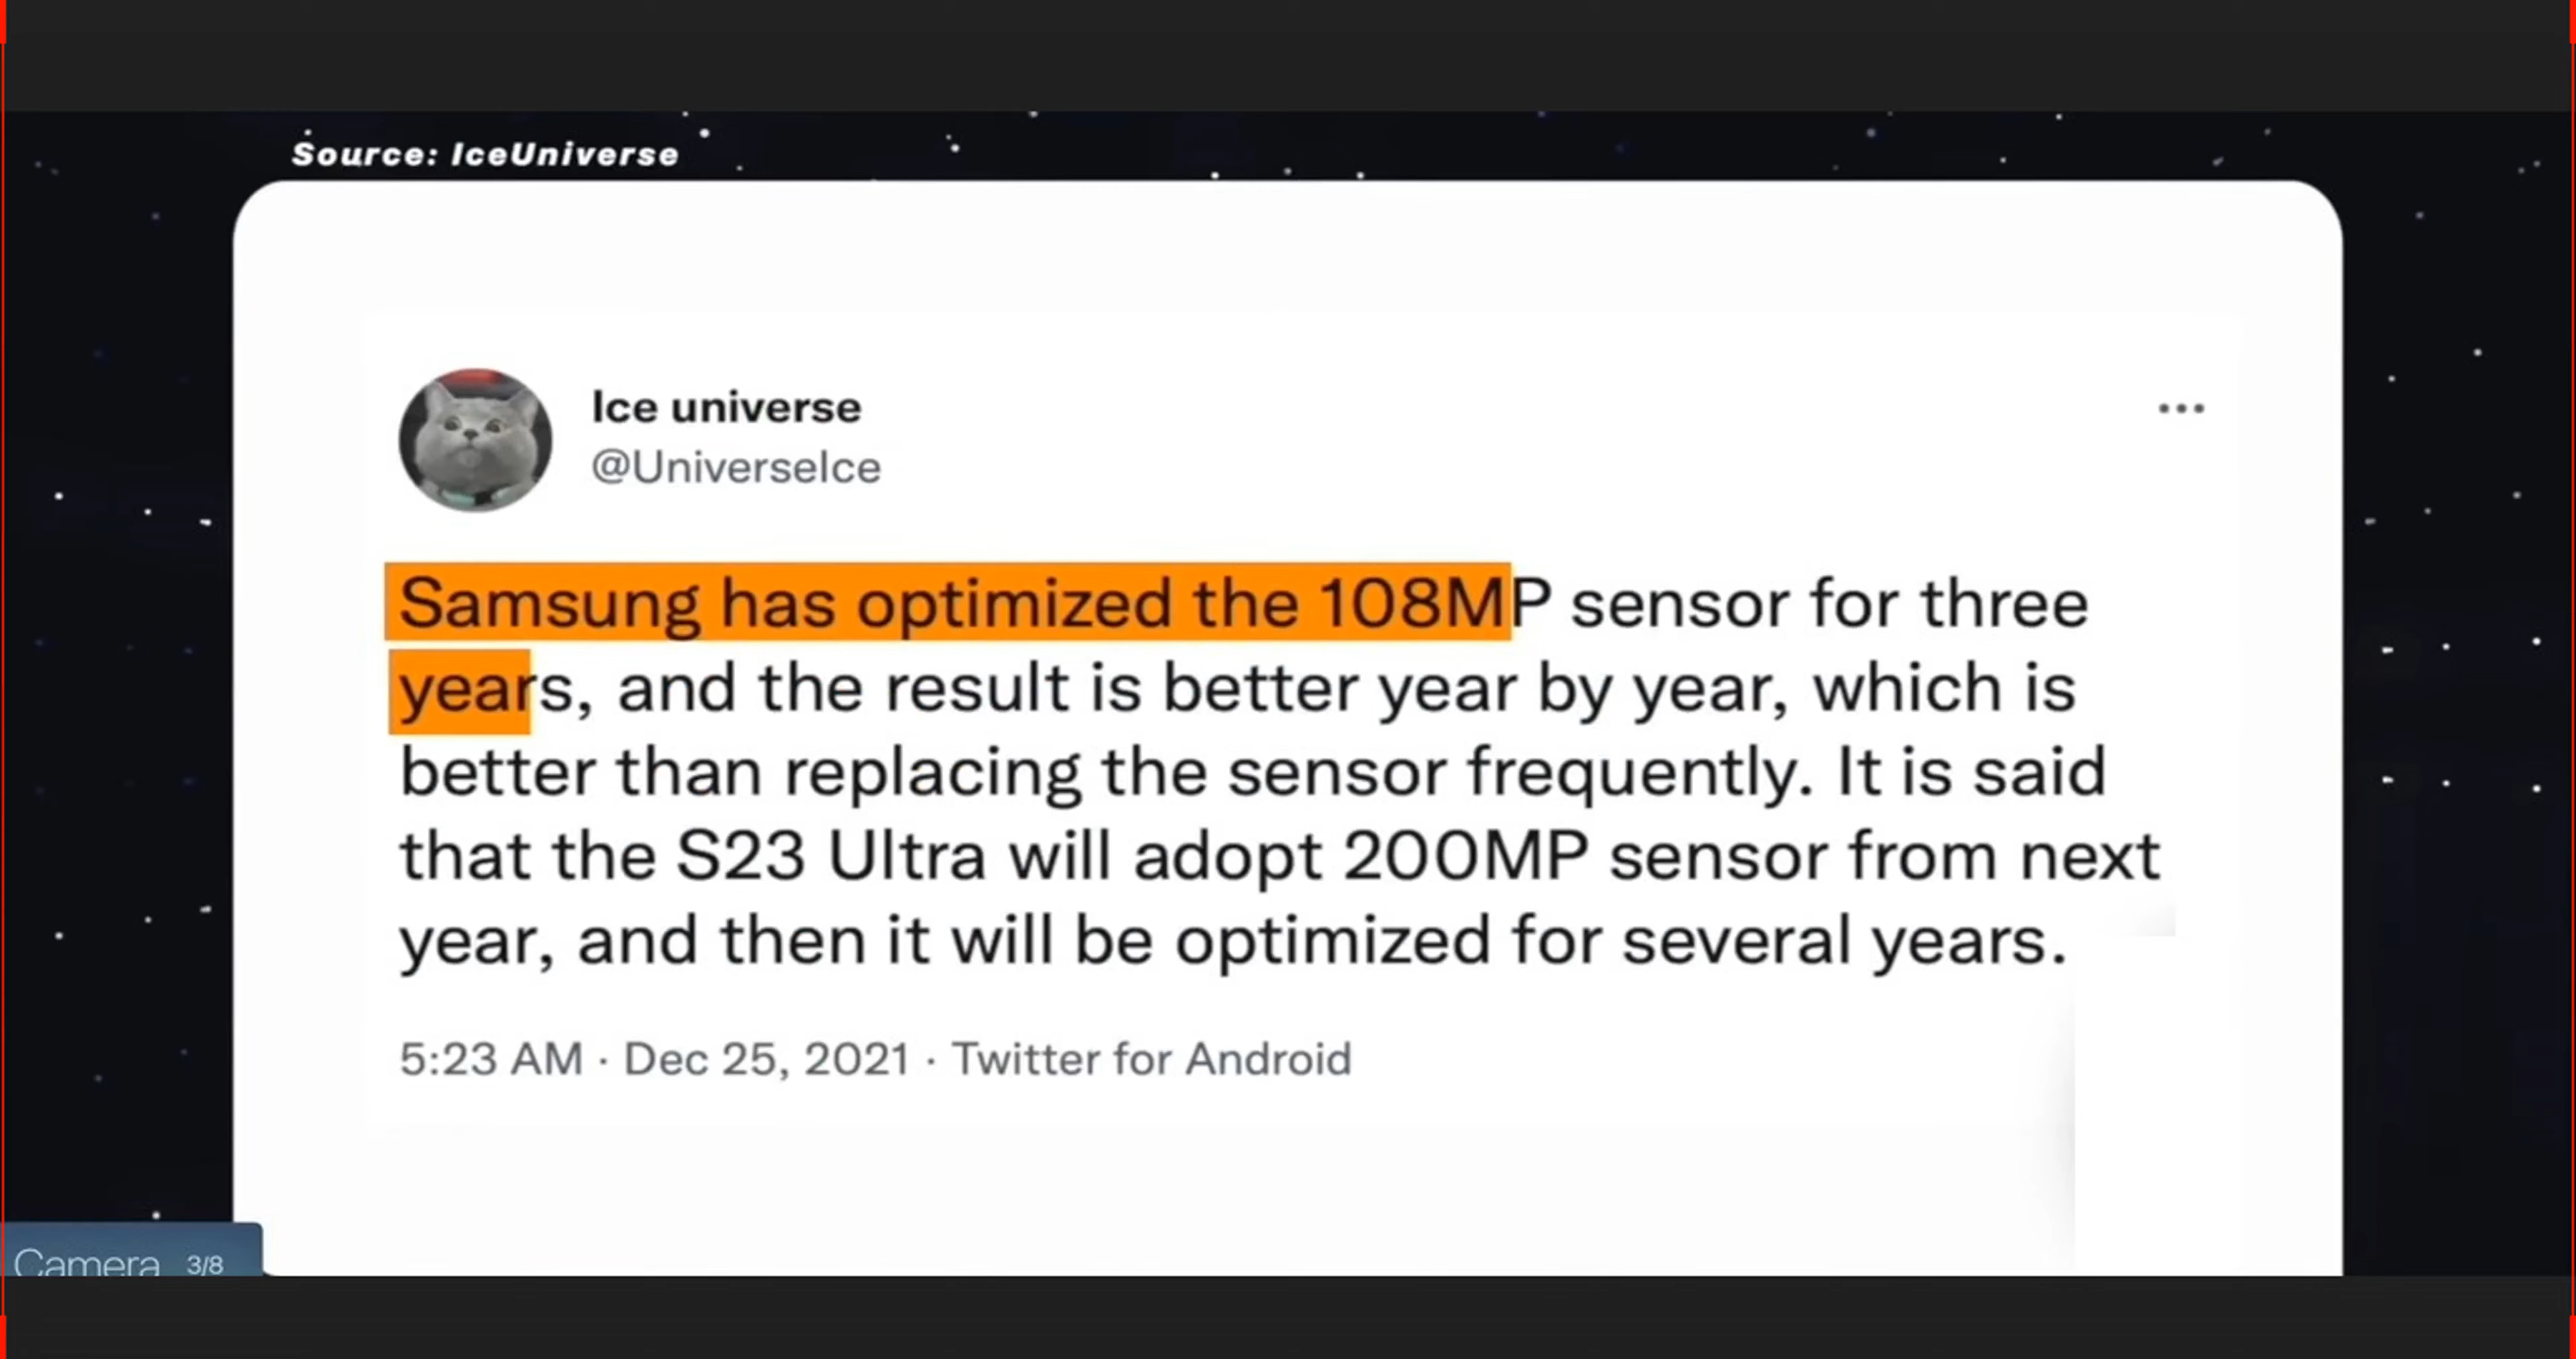 Source: IceUniverse
Ice universe
@UniverseIce
Samsung has optimized the 108MP sensor for three
years, and the result is better year by year, which is
better than replacing the sensor frequently. It is said
that the S23 Ultra will adopt 200MP sensor from next
year, and then it will be optimized for several years.
5:23 AM · Dec 25, 2021 · Twitter for Android
Camera 3/8